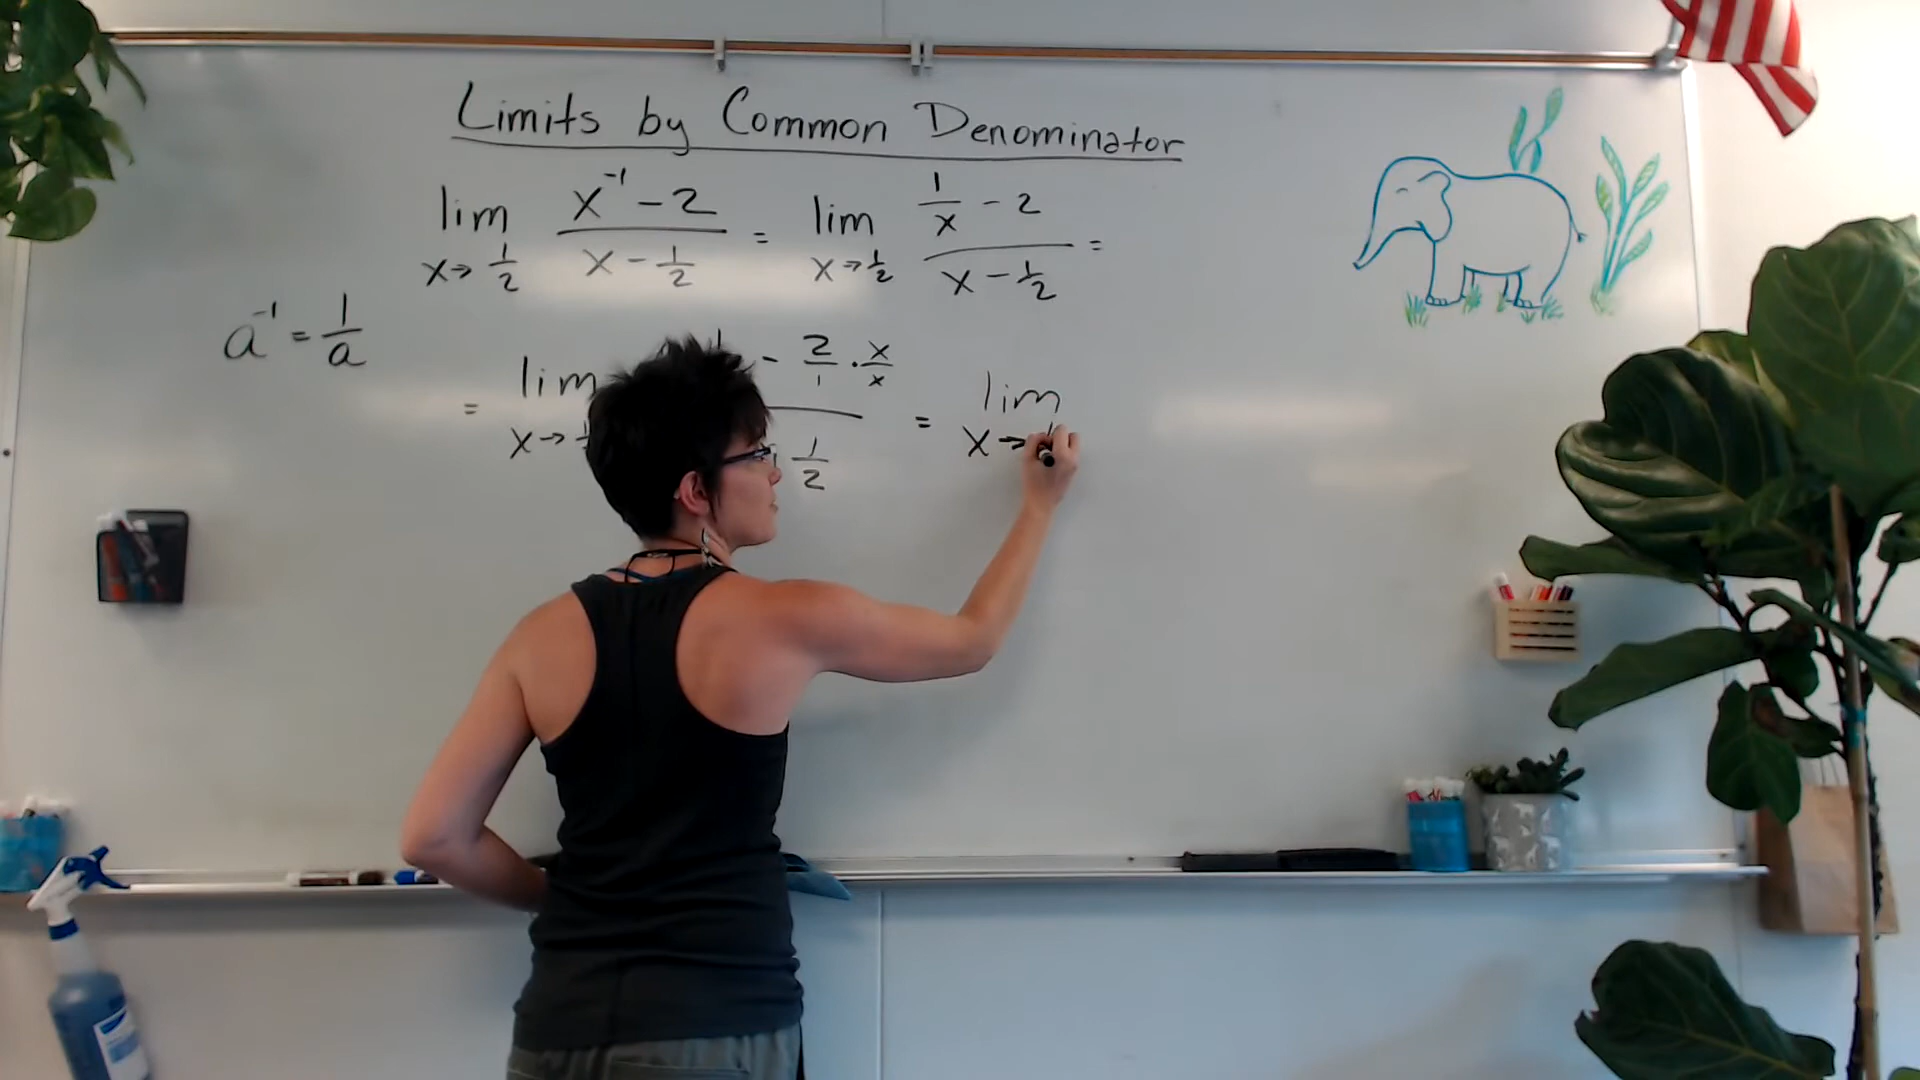 Limits by Common Denominator
lim x→1/2 (x⁻¹ - 2)/(x - 1/2) = lim x→1/2 (1/x - 2)/(x - 1/2) =
a⁻¹ = 1/a
= lim x→ - 2/1 · x/x 1/2 = lim x→